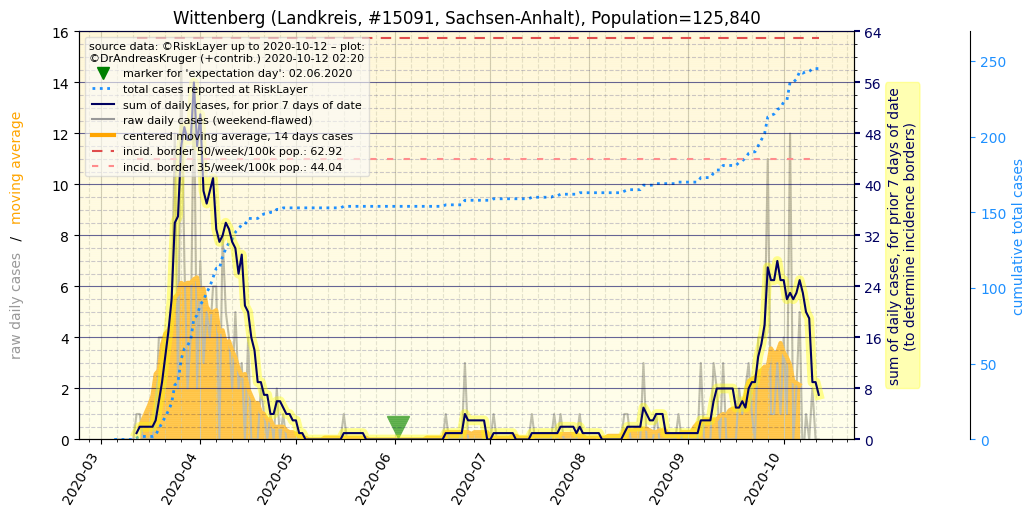 Wittenberg (Landkreis, #15091, Sachsen-Anhalt), Population=125,840
source data: ©RiskLayer up to 2020-10-12 – plot:
©DrAndreasKruger (+contrib.) 2020-10-12 02:20
marker for 'expectation day': 02.06.2020
total cases reported at RiskLayer
sum of daily cases, for prior 7 days of date
raw daily cases (weekend-flawed)
centered moving average, 14 days cases
incid. border 50/week/100k pop.: 62.92
incid. border 35/week/100k pop.: 44.04
raw daily cases / moving average
16
14
12
10
8
6
4
2
0
2020-03
2020-04
2020-05
2020-06
2020-07
2020-08
2020-09
2020-10
64
56
48
40
32
24
16
8
0
sum of daily cases, for prior 7 days of date
(to determine incidence borders)
250
200
150
100
50
0
cumulative total cases